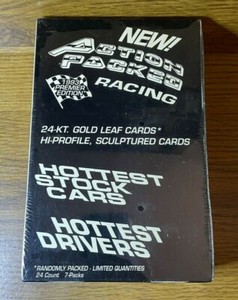 NEW!
ACTION
PACKED
1993
PREMIER
EDITION
RACING
24-KT. GOLD LEAF CARDS*
HI-PROFILE, SCULPTURED CARDS
HOTTEST
STOCK
CARS
HOTTEST
DRIVERS
*RANDOMLY PACKED - LIMITED QUANTITIES
24 Count 7-Packs